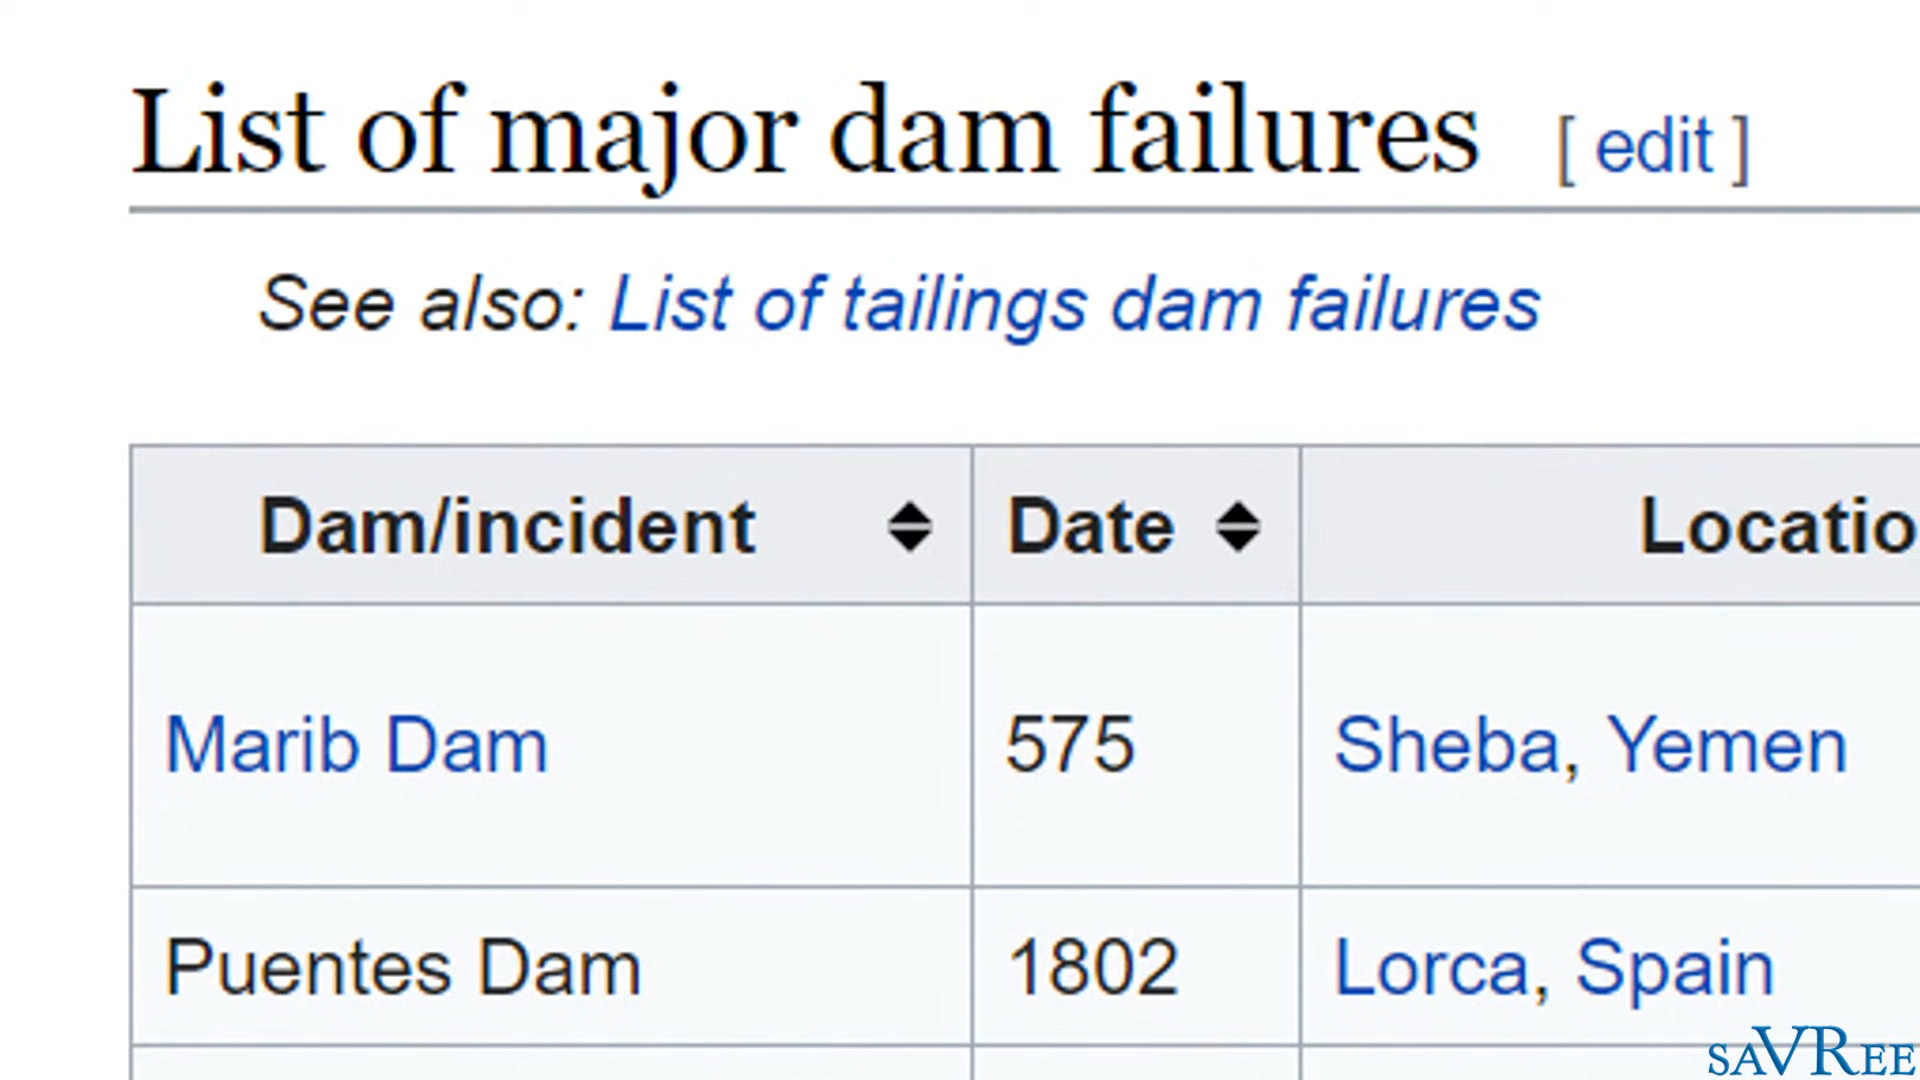 List of major dam failures [ edit ]
See also: List of tailings dam failures
Dam/incident Date Locatio
Marib Dam 575 Sheba, Yemen
Puentes Dam 1802 Lorca, Spain
saVRee